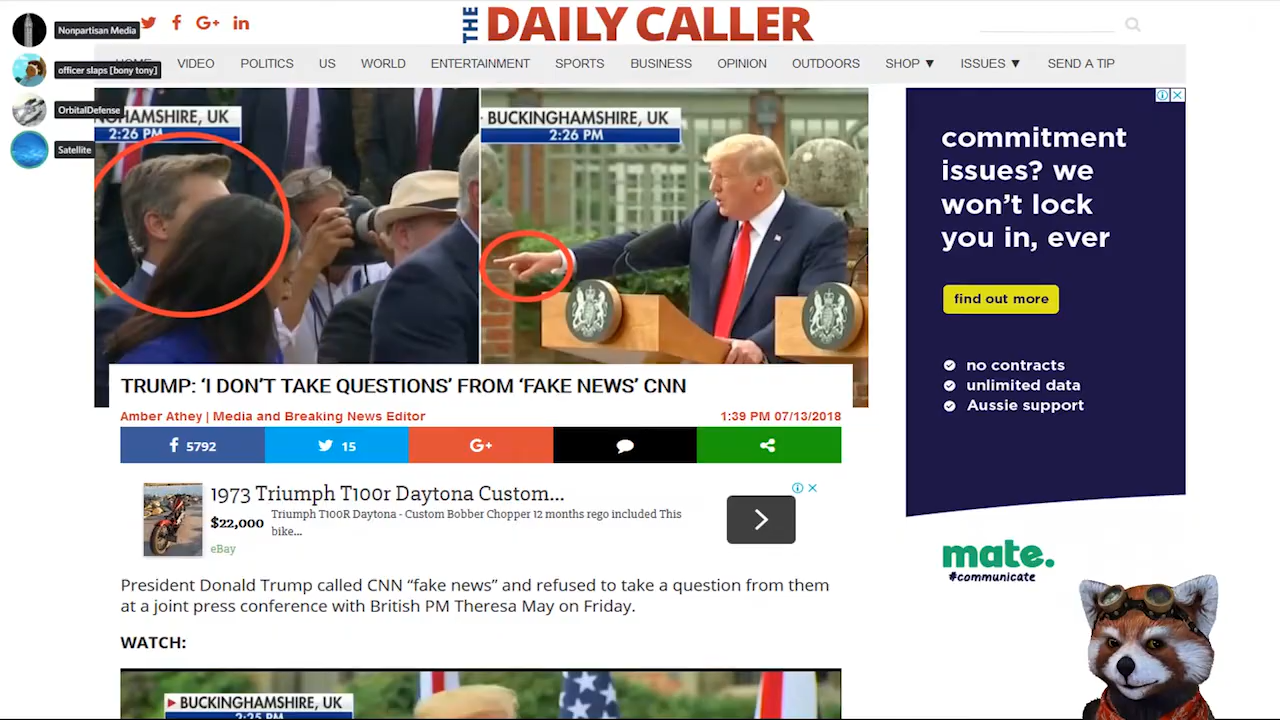 Nonpartisan Media
officer slaps [bony tony]
OrbitalDefense
Satellite
THE DAILY CALLER
HOME VIDEO POLITICS US WORLD ENTERTAINMENT SPORTS BUSINESS OPINION OUTDOORS SHOP ▼ ISSUES ▼ SEND A TIP
NGHAMSHIRE, UK
2:26 PM
BUCKINGHAMSHIRE, UK
2:26 PM
TRUMP: ‘I DON’T TAKE QUESTIONS’ FROM ‘FAKE NEWS’ CNN
Amber Athey | Media and Breaking News Editor 1:39 PM 07/13/2018
5792 15 G+
1973 Triumph T100r Daytona Custom...
$22,000
Triumph T100R Daytona - Custom Bobber Chopper 12 months rego included This
bike...
eBay
President Donald Trump called CNN “fake news” and refused to take a question from them
at a joint press conference with British PM Theresa May on Friday.
WATCH:
BUCKINGHAMSHIRE, UK
2:25 PM
commitment
issues? we
won’t lock
you in, ever
find out more
no contracts
unlimited data
Aussie support
mate.
#communicate